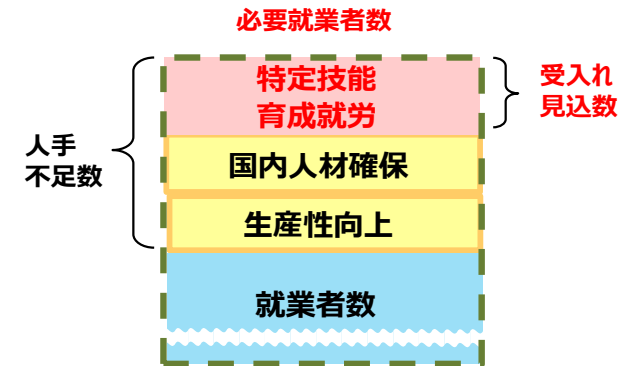 必要就業者数
特定技能
育成就労
受入れ
見込数
人手
不足数
国内人材確保
生産性向上
就業者数